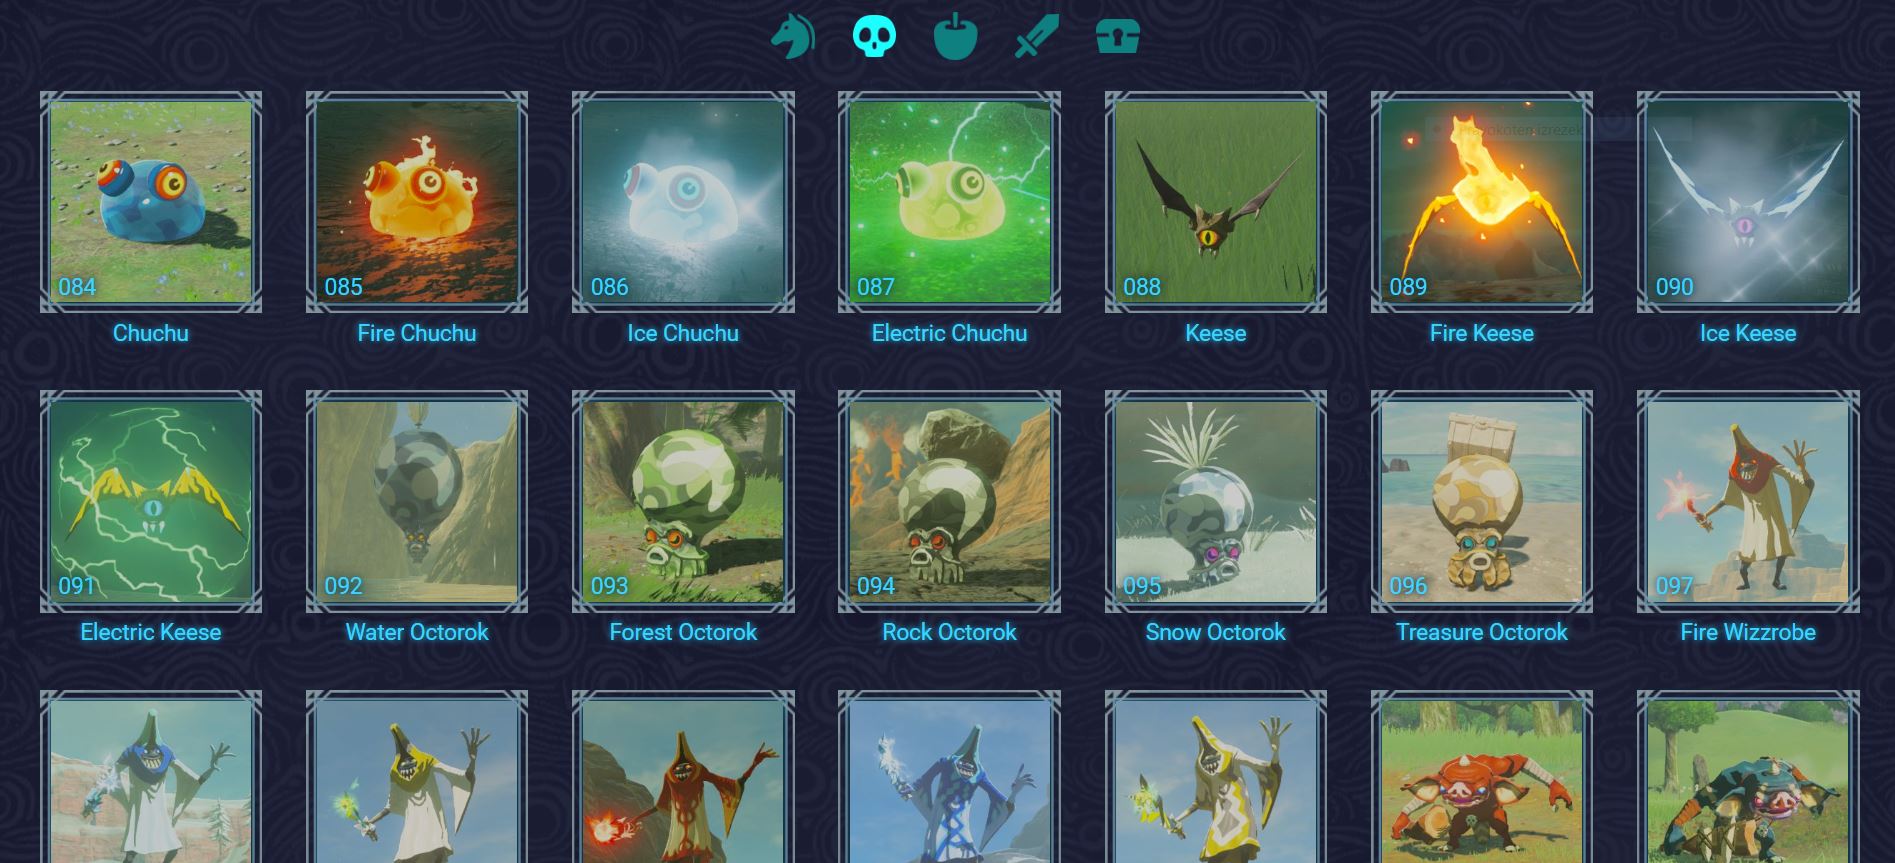 Pravokoten izrezek
084
085
086
087
088
089
090
Chuchu
Fire Chuchu
Ice Chuchu
Electric Chuchu
Keese
Fire Keese
Ice Keese
091
092
093
094
095
096
097
Electric Keese
Water Octorok
Forest Octorok
Rock Octorok
Snow Octorok
Treasure Octorok
Fire Wizzrobe